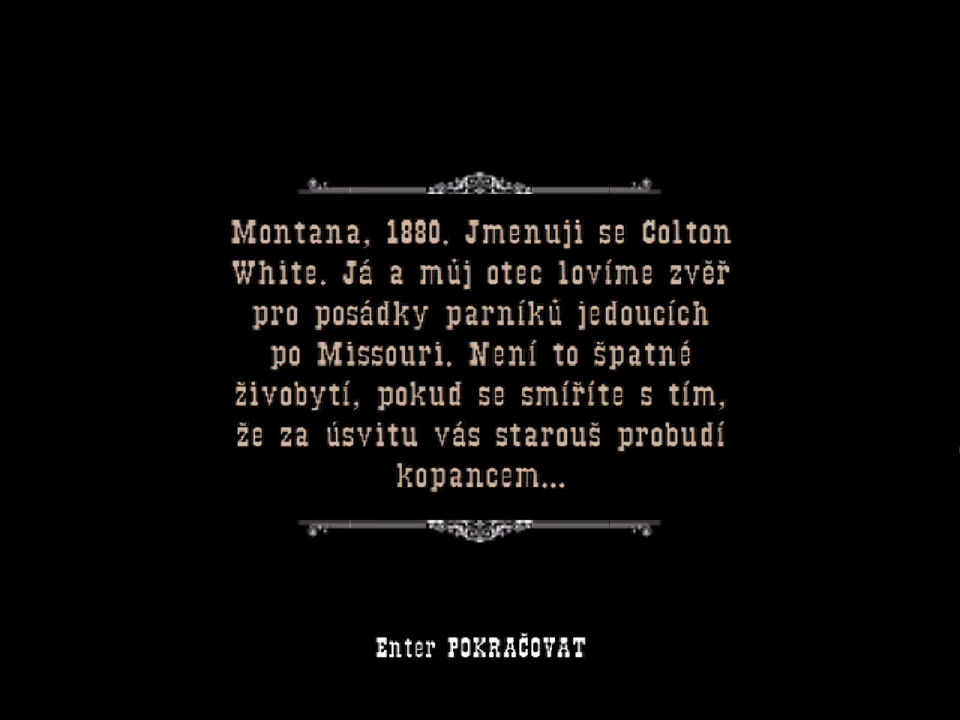 Montana, 1880. Jmenuji se Colton
White. Já a můj otec lovíme zvěř
pro posádky parníků jedoucích
po Missouri. Není to špatné
živobytí, pokud se smíříte s tím,
že za úsvitu vás starouš probudí
kopancem...
Enter POKRAČOVAT